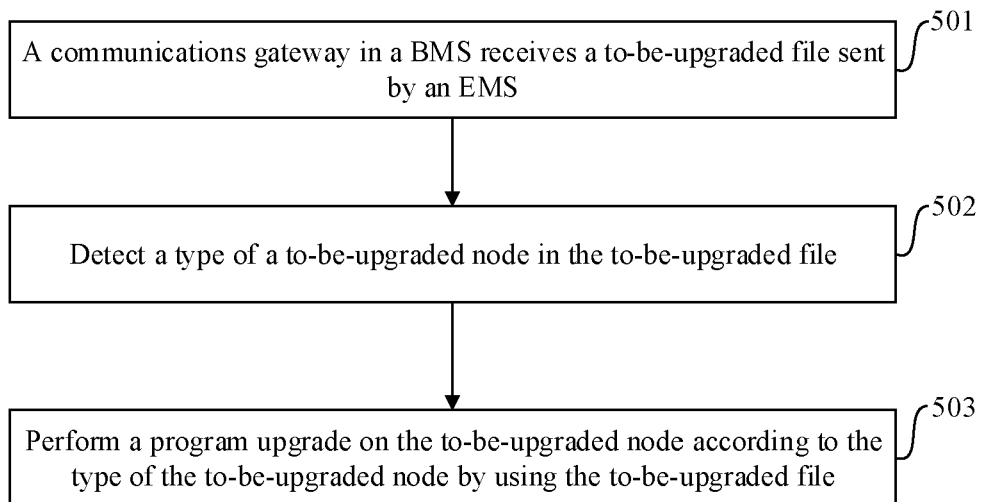 501
A communications gateway in a BMS receives a to-be-upgraded file sent
by an EMS
502
Detect a type of a to-be-upgraded node in the to-be-upgraded file
503
Perform a program upgrade on the to-be-upgraded node according to the
type of the to-be-upgraded node by using the to-be-upgraded file